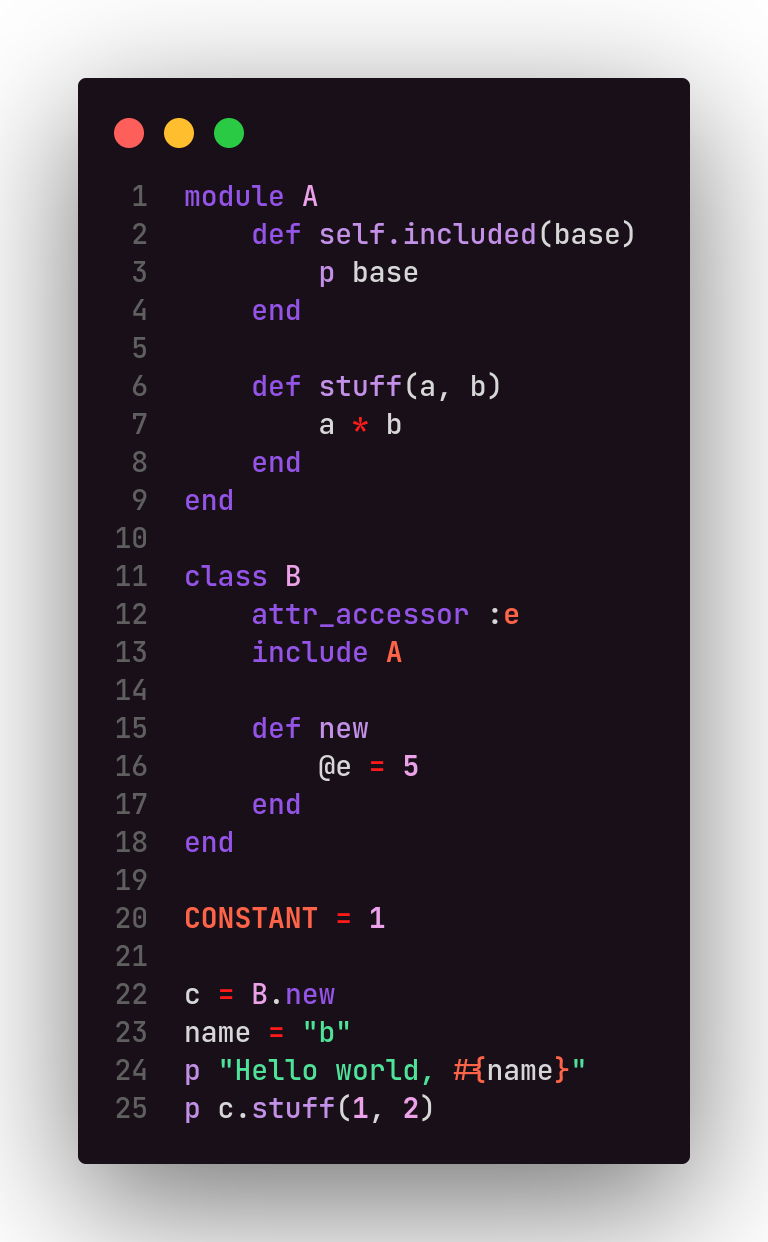 1 module A
2     def self.included(base)
3         p base
4     end
5
6     def stuff(a, b)
7         a * b
8     end
9 end
10
11 class B
12     attr_accessor :e
13     include A
14
15     def new
16         @e = 5
17     end
18 end
19
20 CONSTANT = 1
21
22 c = B.new
23 name = "b"
24 p "Hello world, #{name}"
25 p c.stuff(1, 2)